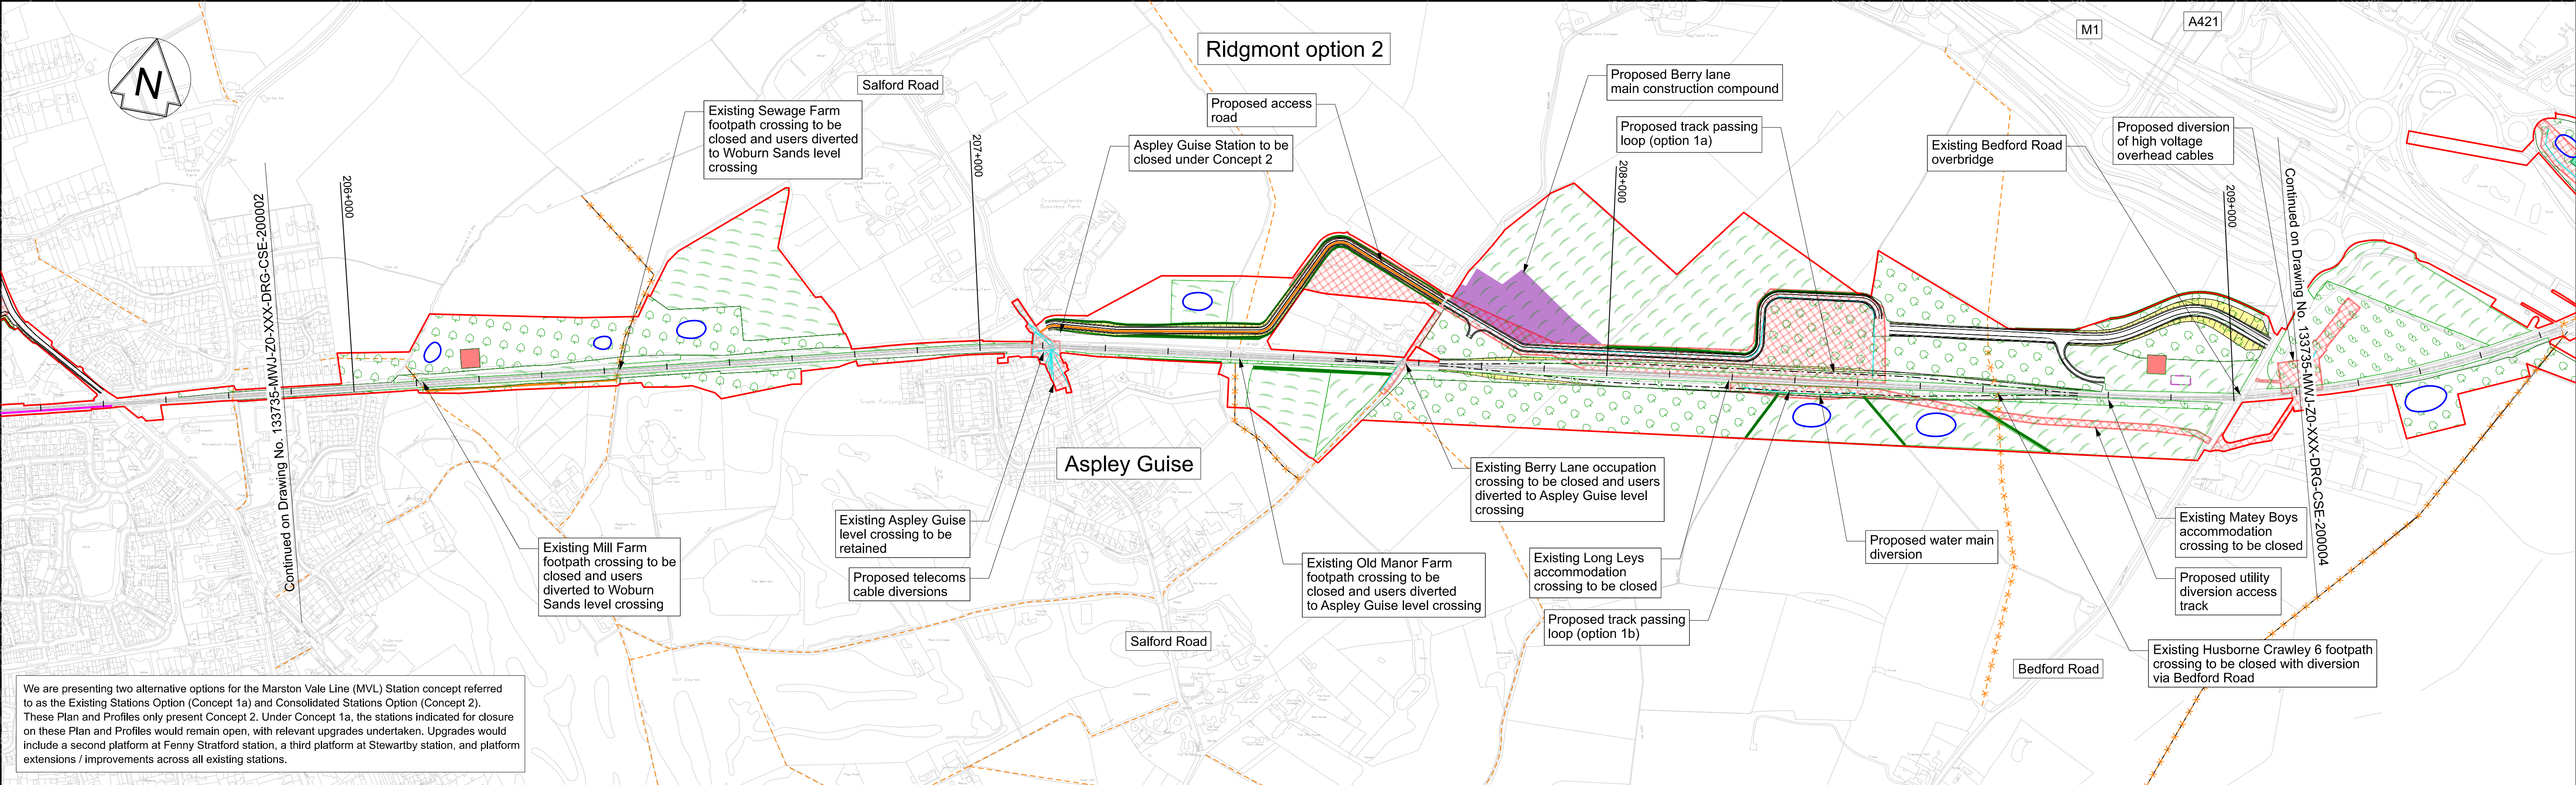 Ridgmont option 2
M1
A421
N
Salford Road
Existing Sewage Farm
footpath crossing to be
closed and users diverted
to Woburn Sands level
crossing
Proposed access
road
Aspley Guise Station to be
closed under Concept 2
Proposed Berry lane
main construction compound
Proposed track passing
loop (option 1a)
Existing Bedford Road
overbridge
Proposed diversion
of high voltage
overhead cables
Continued on Drawing No. 133735-MWJ-Z0-XXX-DRG-CSE-200002
206+000
207+000
208+000
209+000
Continued on Drawing No. 133735-MWJ-Z0-XXX-DRG-CSE-200004
Aspley Guise
Existing Mill Farm
footpath crossing to be
closed and users
diverted to Woburn
Sands level crossing
Existing Aspley Guise
level crossing to be
retained
Proposed telecoms
cable diversions
Existing Old Manor Farm
footpath crossing to be
closed and users diverted
to Aspley Guise level crossing
Existing Berry Lane occupation
crossing to be closed and users
diverted to Aspley Guise level
crossing
Existing Long Leys
accommodation
crossing to be closed
Proposed track passing
loop (option 1b)
Proposed water main
diversion
Existing Matey Boys
accommodation
crossing to be closed
Proposed utility
diversion access
track
Existing Husborne Crawley 6 footpath
crossing to be closed with diversion
via Bedford Road
Salford Road
Bedford Road
Golf Course
We are presenting two alternative options for the Marston Vale Line (MVL) Station concept referred
to as the Existing Stations Option (Concept 1a) and Consolidated Stations Option (Concept 2).
These Plan and Profiles only present Concept 2. Under Concept 1a, the stations indicated for closure
on these Plan and Profiles would remain open, with relevant upgrades undertaken. Upgrades would
include a second platform at Fenny Stratford station, a third platform at Stewartby station, and platform
extensions / improvements across all existing stations.